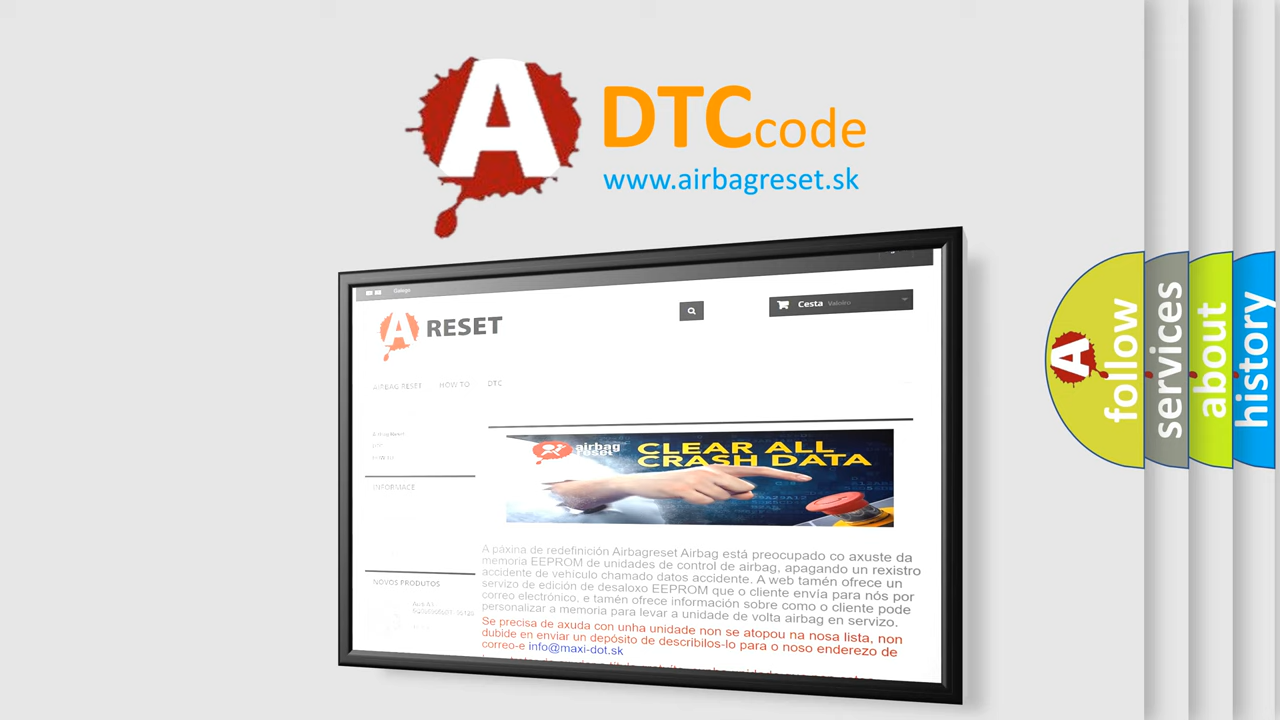 A
DTCcode
www.airbagreset.sk
Galego
A RESET
Cesta Valeiro
AIRBAG RESET HOW TO DTC
INFORMACE
NOVOS PRODUTOS
airbag
reset
CLEAR ALL
CRASH DATA
A páxina de redefinición Airbagreset Airbag está preocupado co axuste da
memoria EEPROM de unidades de control de airbag, apagando un rexistro
accidente de vehículo chamado datos accidente. A web tamén ofrece un
servizo de edición de desaloxo EEPROM que o cliente envía para nós por
correo electrónico, e tamén ofrece información sobre como o cliente pode
personalizar a memoria para levar a unidade de volta airbag en servizo.
Se precisa de axuda con unha unidade non se atopou na nosa lista, non
dubide en enviar un depósito de describilos-lo para o noso enderezo de
correo-e info@maxi-dot.sk
A
follow
services
about
history